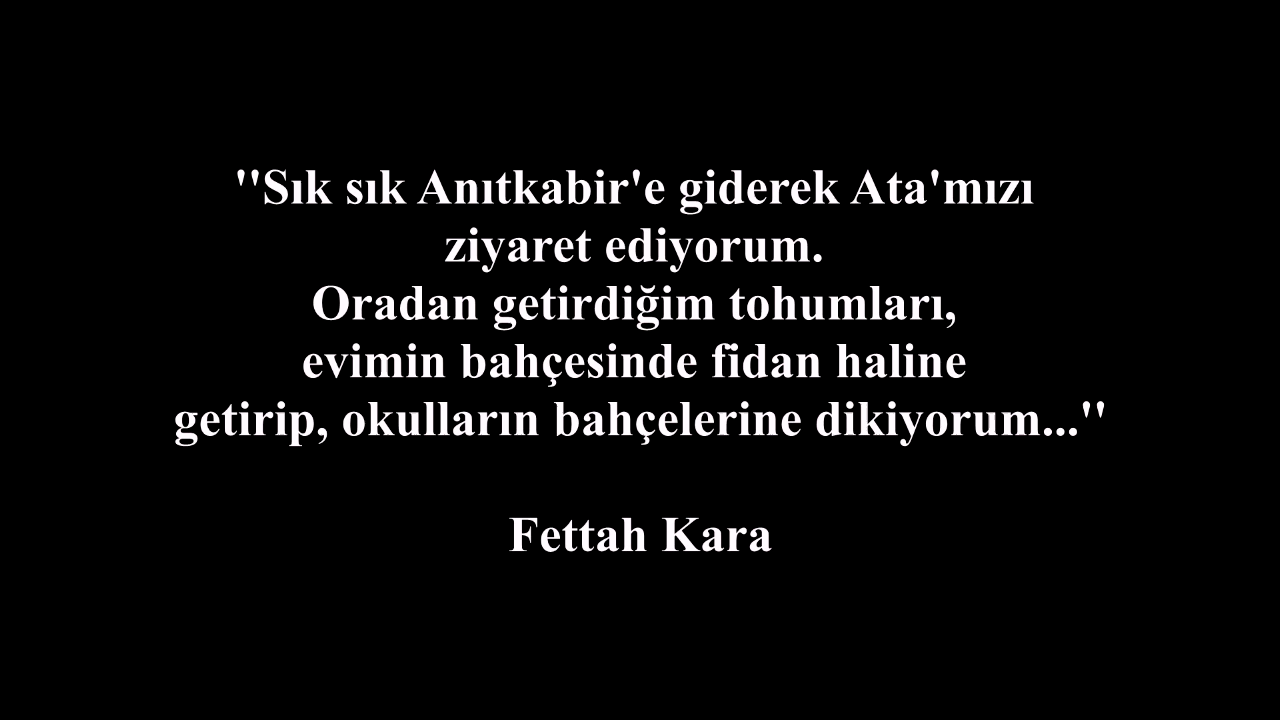 "Sık sık Anıtkabir'e giderek Ata'mızı
ziyaret ediyorum.
Oradan getirdiğim tohumları,
evimin bahçesinde fidan haline
getirip, okulların bahçelerine dikiyorum..."
Fettah Kara